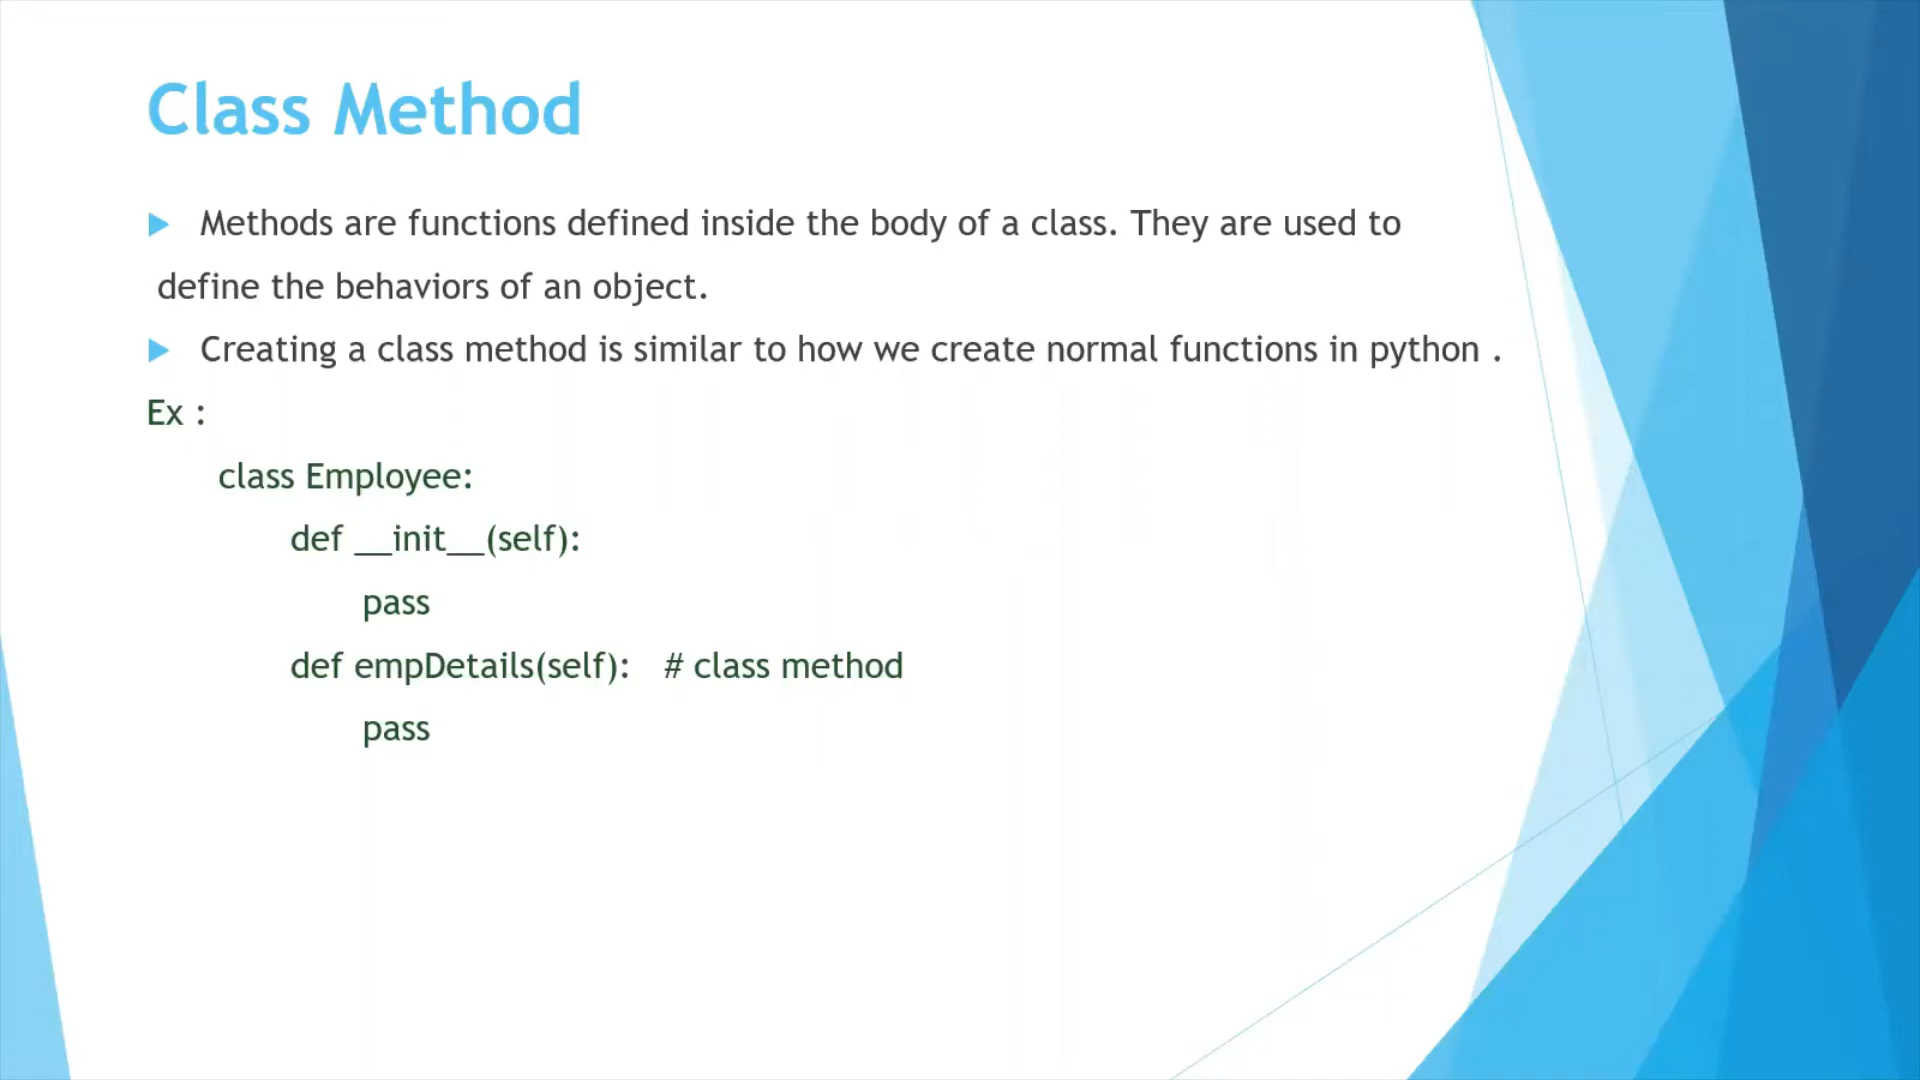 Class Method
Methods are functions defined inside the body of a class. They are used to
define the behaviors of an object.
Creating a class method is similar to how we create normal functions in python .
Ex :
class Employee:
def __init__(self):
pass
def empDetails(self):   # class method
pass